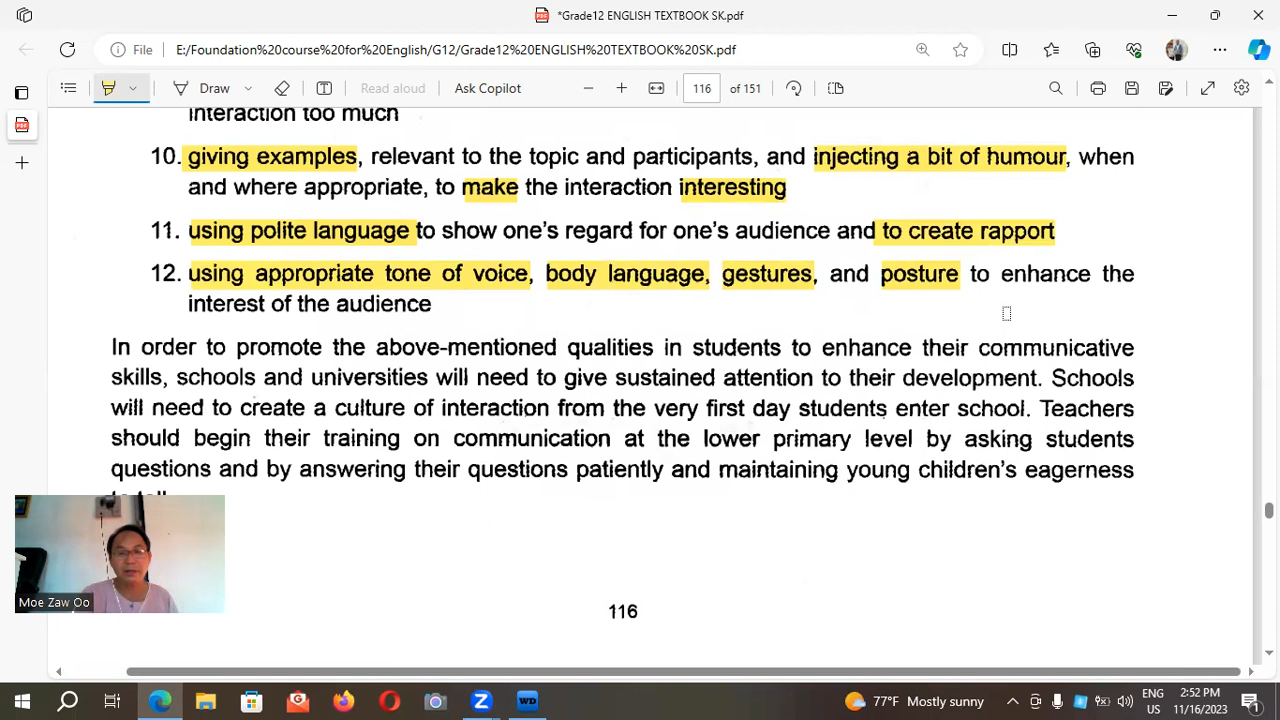 *Grade12 ENGLISH TEXTBOOK SK.pdf
File E:/Foundation%20course%20for%20English/G12/Grade12%20ENGLISH%20TEXTBOOK%20SK.pdf
Draw Read aloud Ask Copilot 116 of 151
interaction too much
10. giving examples, relevant to the topic and participants, and injecting a bit of humour, when
and where appropriate, to make the interaction interesting
11. using polite language to show one's regard for one's audience and to create rapport
12. using appropriate tone of voice, body language, gestures, and posture to enhance the
interest of the audience
In order to promote the above-mentioned qualities in students to enhance their communicative
skills, schools and universities will need to give sustained attention to their development. Schools
will need to create a culture of interaction from the very first day students enter school. Teachers
should begin their training on communication at the lower primary level by asking students
questions and by answering their questions patiently and maintaining young children's eagerness
Moe Zaw Oo
116
77°F Mostly sunny
ENG
US
2:52 PM
11/16/2023